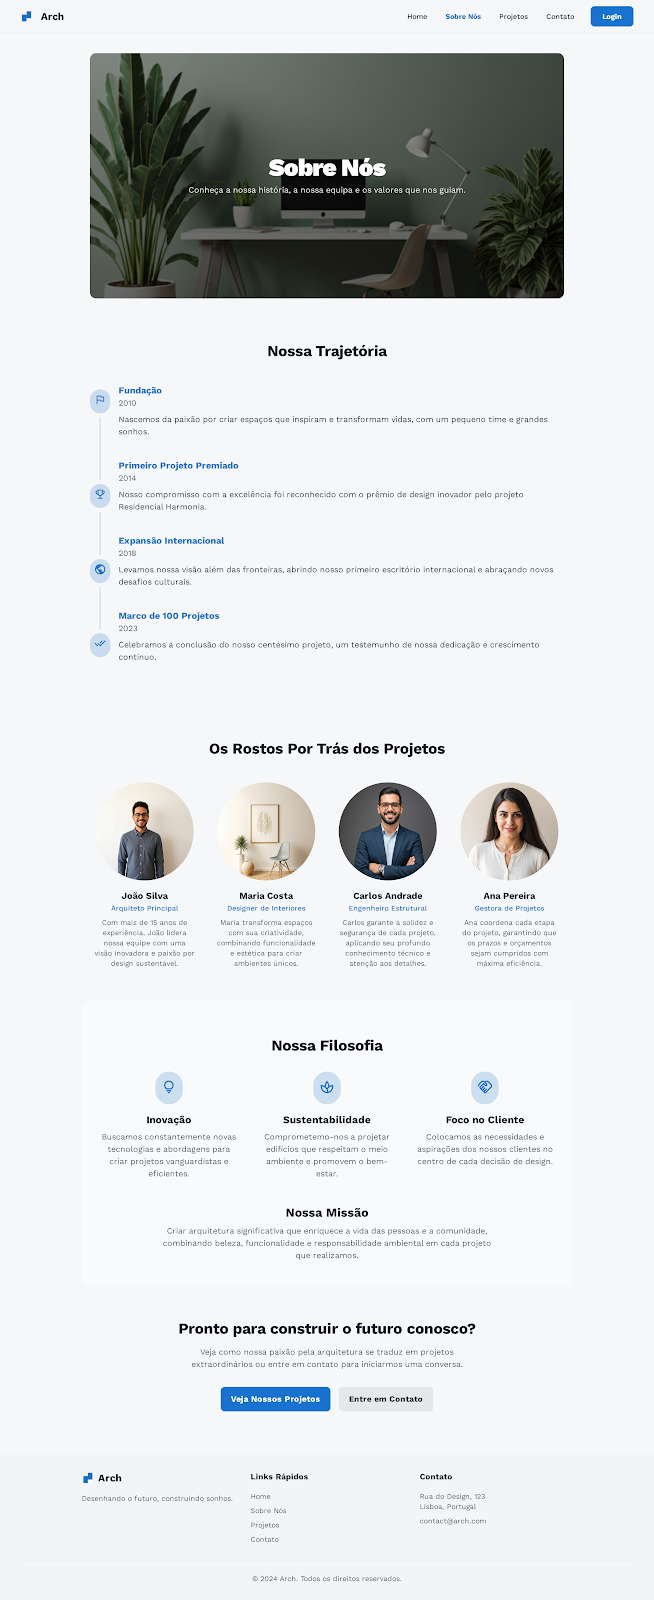 Arch
Home
Sobre Nós
Projetos
Contato
Login
Sobre Nós
Conheça a nossa história, a nossa equipa e os valores que nos guiam.
Nossa Trajetória
Fundação
2010
Nascemos da paixão por criar espaços que inspiram e transformam vidas, com um pequeno time e grandes
sonhos.
Primeiro Projeto Premiado
2014
Nosso compromisso com a excelência foi reconhecido com o prêmio de design inovador pelo projeto
Residencial Harmonia.
Expansão Internacional
2018
Levamos nossa visão além das fronteiras, abrindo nosso primeiro escritório internacional e abraçando novos
desafios culturais.
Marco de 100 Projetos
2023
Celebramos a conclusão do nosso centésimo projeto, um testemunho de nossa dedicação e crescimento
contínuo.
Os Rostos Por Trás dos Projetos
João Silva
Arquiteto Principal
Com mais de 15 anos de
experiência, João lidera
nossa equipe com uma
visão inovadora e paixão por
design sustentável.
Maria Costa
Designer de Interiores
Maria transforma espaços
com sua criatividade,
combinando funcionalidade
e estética para criar
ambientes únicos.
Carlos Andrade
Engenheiro Estrutural
Carlos garante a solidez e
segurança de cada projeto,
aplicando seu profundo
conhecimento técnico e
atenção aos detalhes.
Ana Pereira
Gestora de Projetos
Ana coordena cada etapa
do projeto, garantindo que
os prazos e orçamentos
sejam cumpridos com
máxima eficiência.
Nossa Filosofia
Inovação
Buscamos constantemente novas
tecnologias e abordagens para
criar projetos vanguardistas e
eficientes.
Sustentabilidade
Comprometemo-nos a projetar
edifícios que respeitam o meio
ambiente e promovem o bem-
estar.
Foco no Cliente
Colocamos as necessidades e
aspirações dos nossos clientes no
centro de cada decisão de design.
Nossa Missão
Criar arquitetura significativa que enriquece a vida das pessoas e a comunidade,
combinando beleza, funcionalidade e responsabilidade ambiental em cada projeto
que realizamos.
Pronto para construir o futuro conosco?
Veja como nossa paixão pela arquitetura se traduz em projetos
extraordinários ou entre em contato para iniciarmos uma conversa.
Veja Nossos Projetos
Entre em Contato
Arch
Desenhando o futuro, construindo sonhos.
Links Rápidos
Home
Sobre Nós
Projetos
Contato
Contato
Rua do Design, 123
Lisboa, Portugal
contact@arch.com
© 2024 Arch. Todos os direitos reservados.